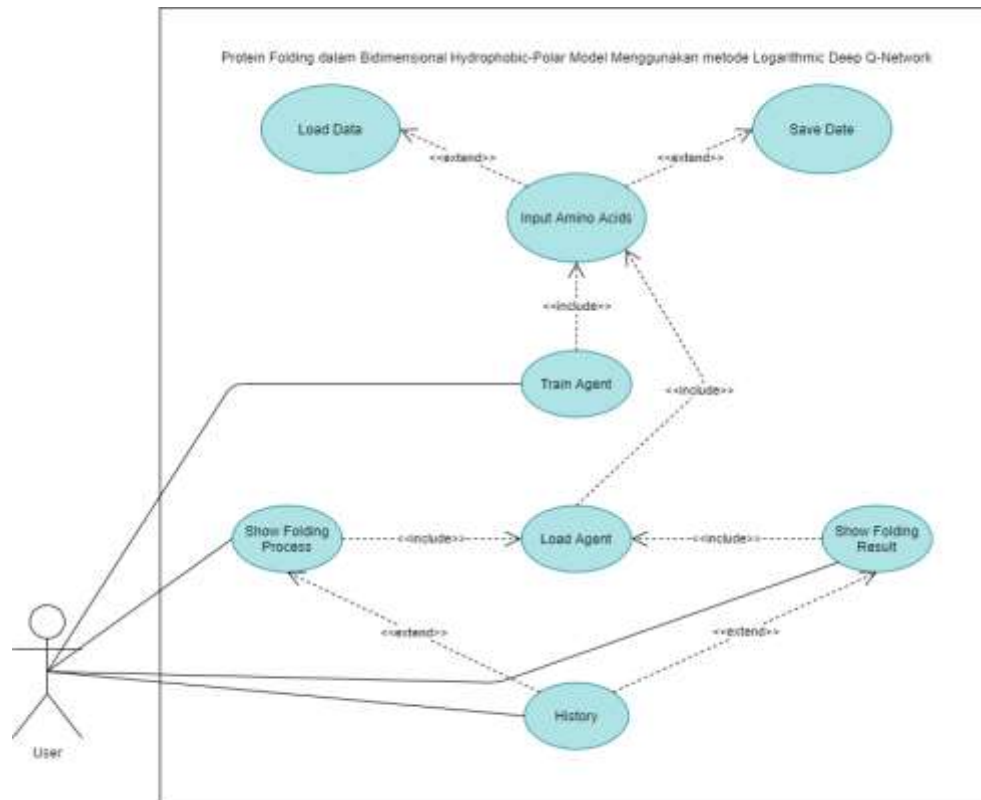 Protein Folding dalam Bidimensional Hydrophobic-Polar Model Menggunakan metode Logarithmic Deep Q-Network
Load Data
Save Date
<<extend>>
<<extend>>
Input Amino Acids
<<include>>
Train Agent
<<include>>
Show Folding
Process
<<include>>
Load Agent
<<include>>
Show Folding
Result
<<extend>>
<<extend>>
History
User